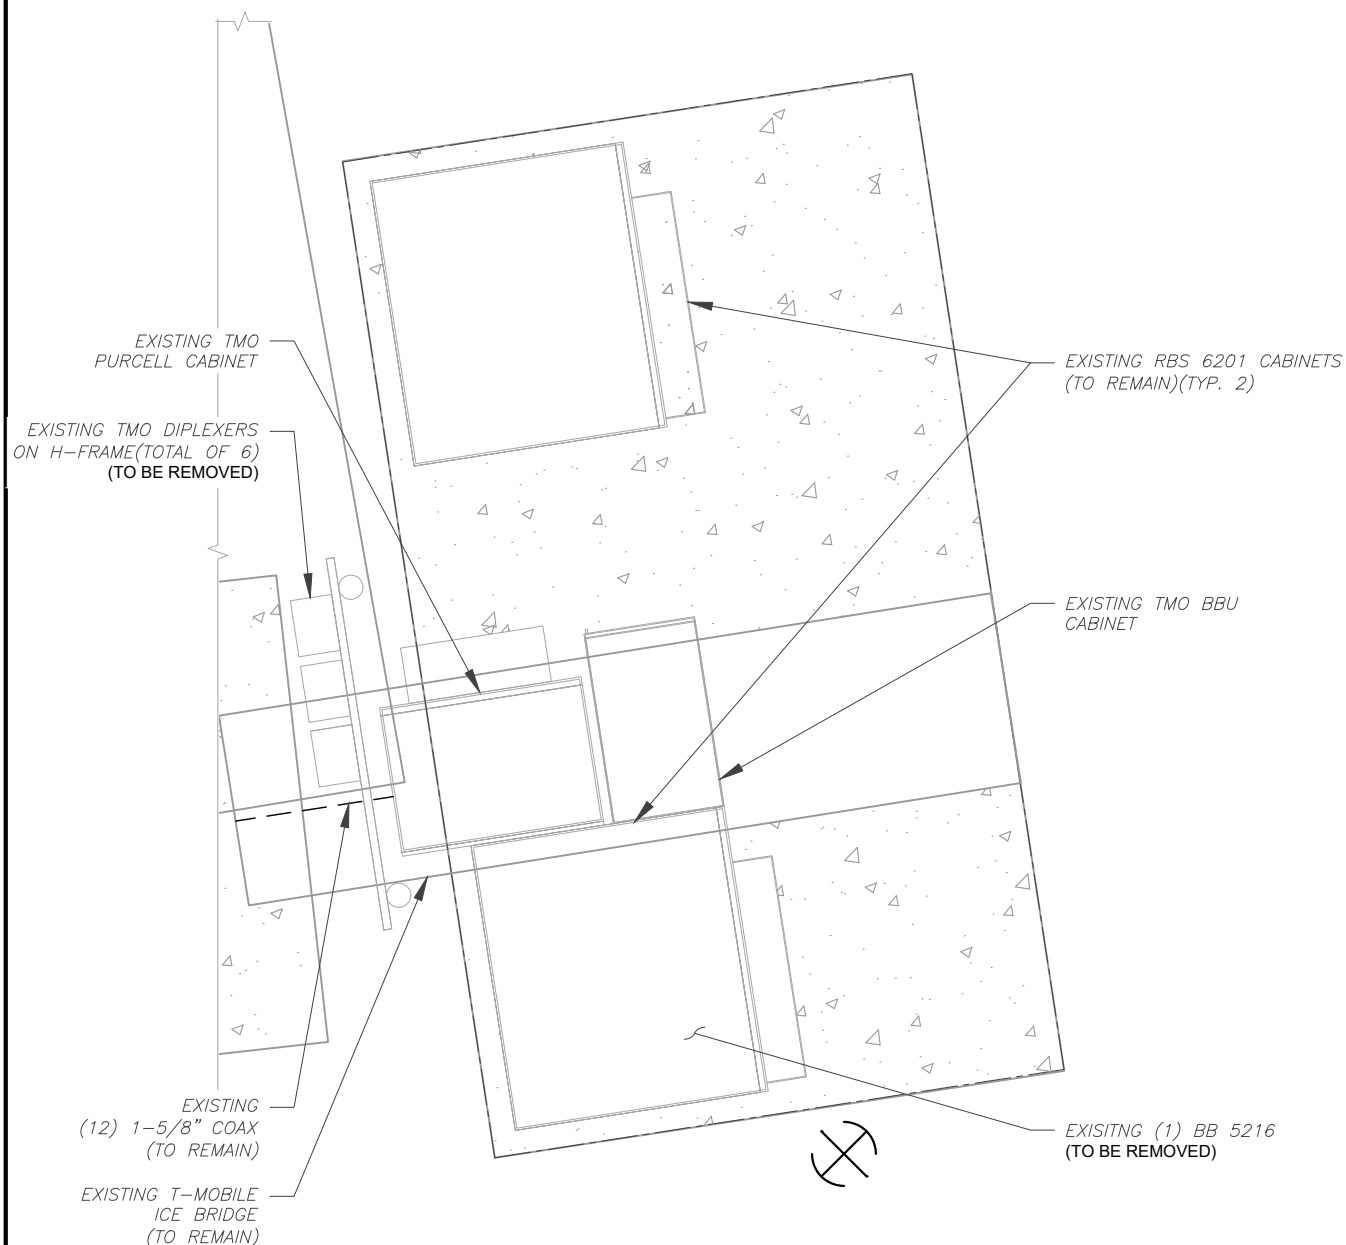 EXISTING TMO
PURCELL CABINET
EXISTING TMO DIPLEXERS
ON H-FRAME(TOTAL OF 6)
(TO BE REMOVED)
EXISTING RBS 6201 CABINETS
(TO REMAIN)(TYP. 2)
EXISTING TMO BBU
CABINET
EXISTING
(12) 1-5/8" COAX
(TO REMAIN)
EXISTING T-MOBILE
ICE BRIDGE
(TO REMAIN)
EXISITNG (1) BB 5216
(TO BE REMOVED)